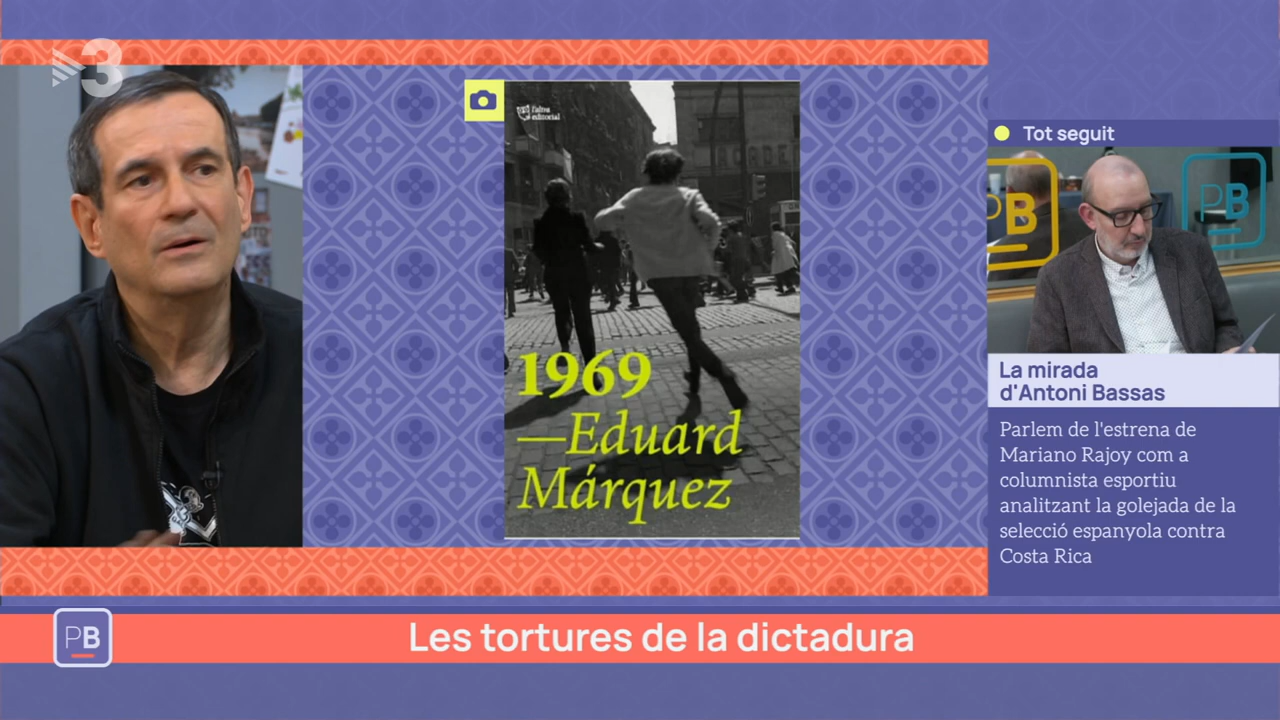 3
l'altra
editorial
1969
—Eduard
Márquez
Tot seguit
PB
PB
La mirada
d'Antoni Bassas
Parlem de l'estrena de
Mariano Rajoy com a
columnista esportiu
analitzant la golejada de la
selecció espanyola contra
Costa Rica
PB
Les tortures de la dictadura